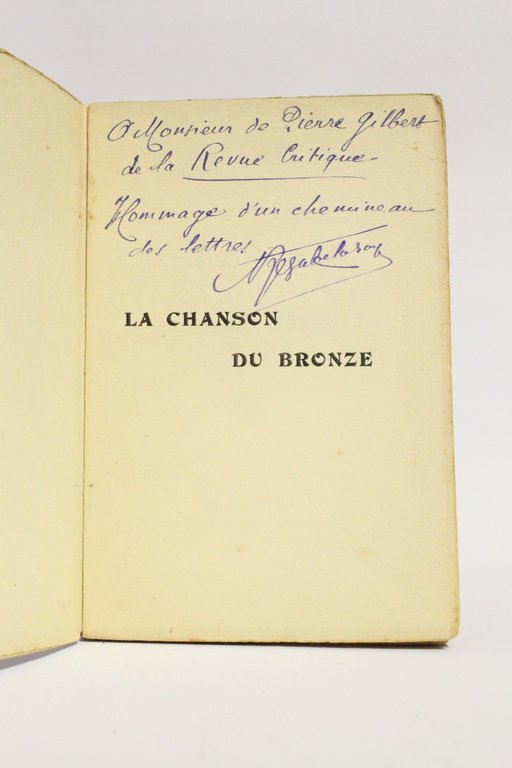 A Monsieur de Pierre Gilbert
de la Revue Critique -
Hommage d'un chemineau
des lettres
LA CHANSON
DU BRONZE